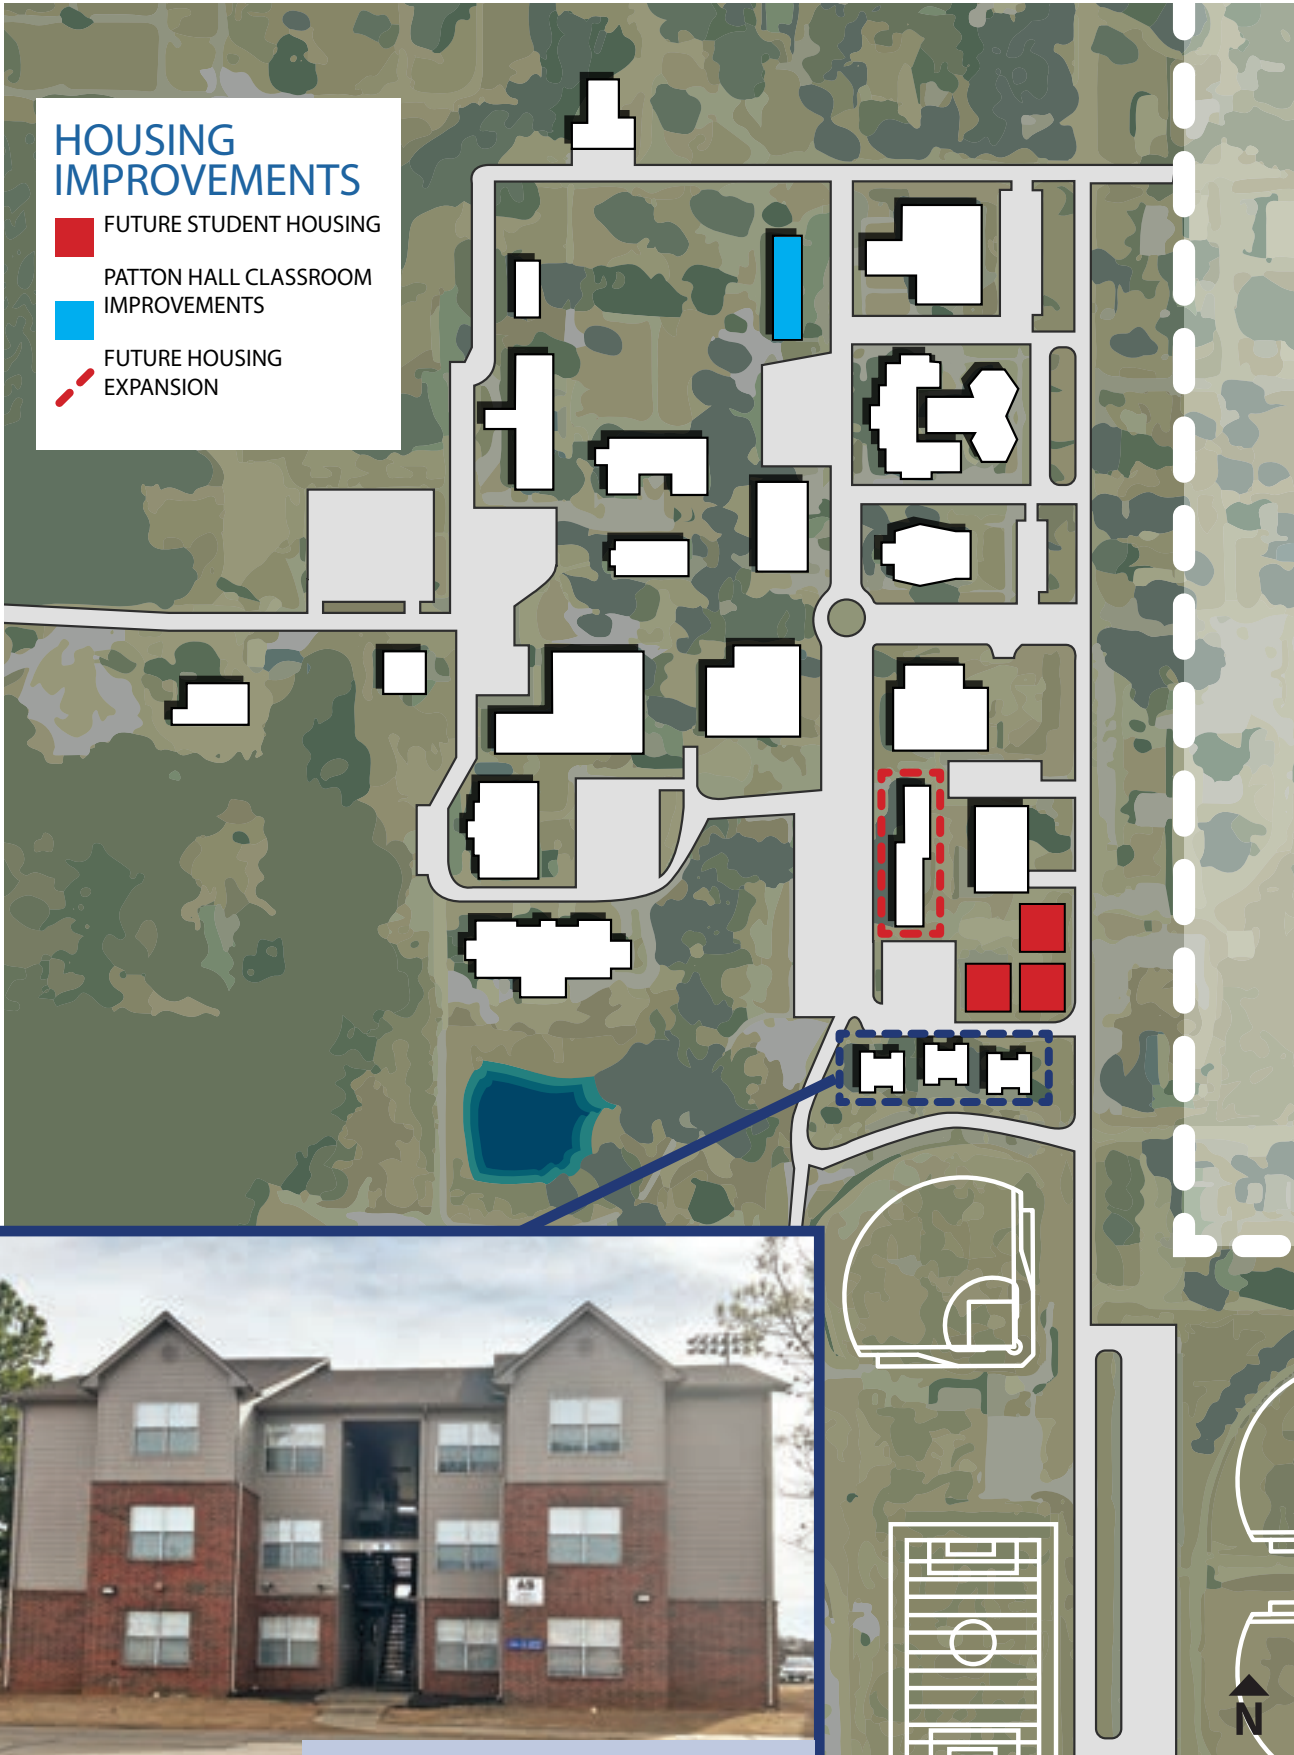 HOUSING
IMPROVEMENTS
FUTURE STUDENT HOUSING
PATTON HALL CLASSROOM
IMPROVEMENTS
FUTURE HOUSING
EXPANSION
N